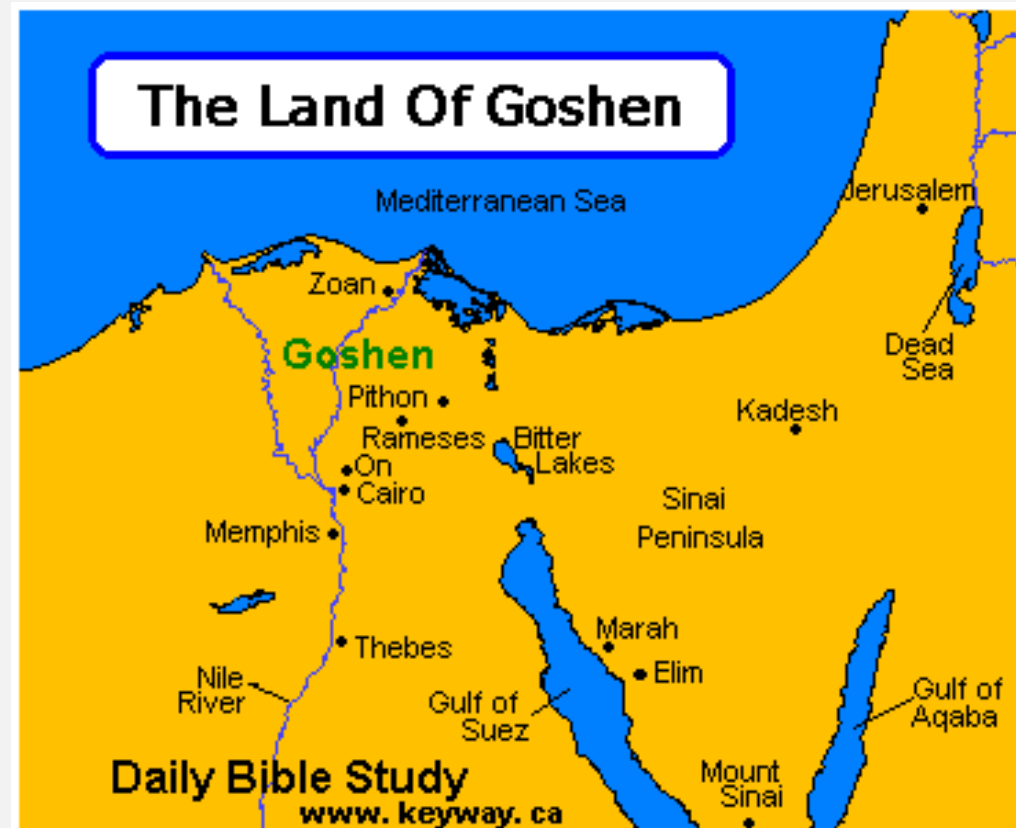 The Land Of Goshen
Mediterranean Sea
Jerusalem
Zoan
Goshen
Dead
Sea
Pithon
Kadesh
Rameses
Bitter
Lakes
On
Cairo
Sinai
Peninsula
Memphis
Marah
Thebes
Elim
Nile
River
Gulf of
Suez
Gulf of
Aqaba
Mount
Sinai
Daily Bible Study
www. keyway. ca